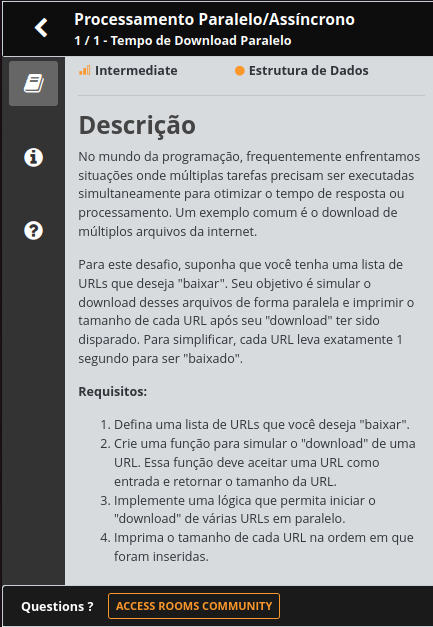 Processamento Paralelo/Assíncrono
1 / 1 - Tempo de Download Paralelo
Intermediate
Estrutura de Dados
Descrição
No mundo da programação, frequentemente enfrentamos
situações onde múltiplas tarefas precisam ser executadas
simultaneamente para otimizar o tempo de resposta ou
processamento. Um exemplo comum é o download de
múltiplos arquivos da internet.
Para este desafio, suponha que você tenha uma lista de
URLs que deseja "baixar". Seu objetivo é simular o
download desses arquivos de forma paralela e imprimir o
tamanho de cada URL após seu "download" ter sido
disparado. Para simplificar, cada URL leva exatamente 1
segundo para ser "baixado".
Requisitos:
1. Defina uma lista de URLs que você deseja "baixar".
2. Crie uma função para simular o "download" de uma
URL. Essa função deve aceitar uma URL como
entrada e retornar o tamanho da URL.
3. Implemente uma lógica que permita iniciar o
"download" de várias URLs em paralelo.
4. Imprima o tamanho de cada URL na ordem em que
foram inseridas.
Questions ?
ACCESS ROOMS COMMUNITY